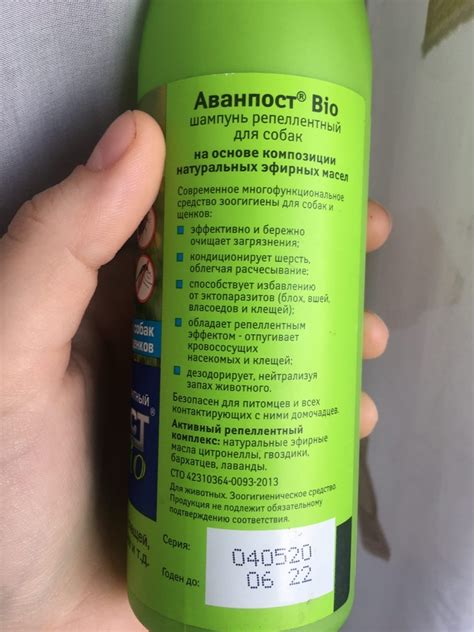 Аванпост® Bio
шампунь репеллентный
для собак
на основе композиции
натуральных эфирных масел
Современное многофункциональное
средство зоогигиены для собак и
щенков:
эффективно и бережно
очищает загрязнения;
кондиционирует шерсть,
облегчая расчесывание;
способствует избавлению
от эктопаразитов (блох, вшей,
власоедов и клещей);
обладает репеллентным
эффектом - отпугивает
кровососущих
насекомых и клещей;
дезодорирует, нейтрализуя
запах животного.
Безопасен для питомцев и всех
контактирующих с ними домочадцев.
Активный репеллентный
комплекс: натуральные эфирные
масла цитронеллы, гвоздики,
бархатцев, лаванды.
СТО 42310364-0093-2013
Для животных. Зоогигиеническое средство.
Продукция не подлежит обязательному
подтверждению соответствия.
Серия: 040520
Годен до: 06 22
собак
и т.д.